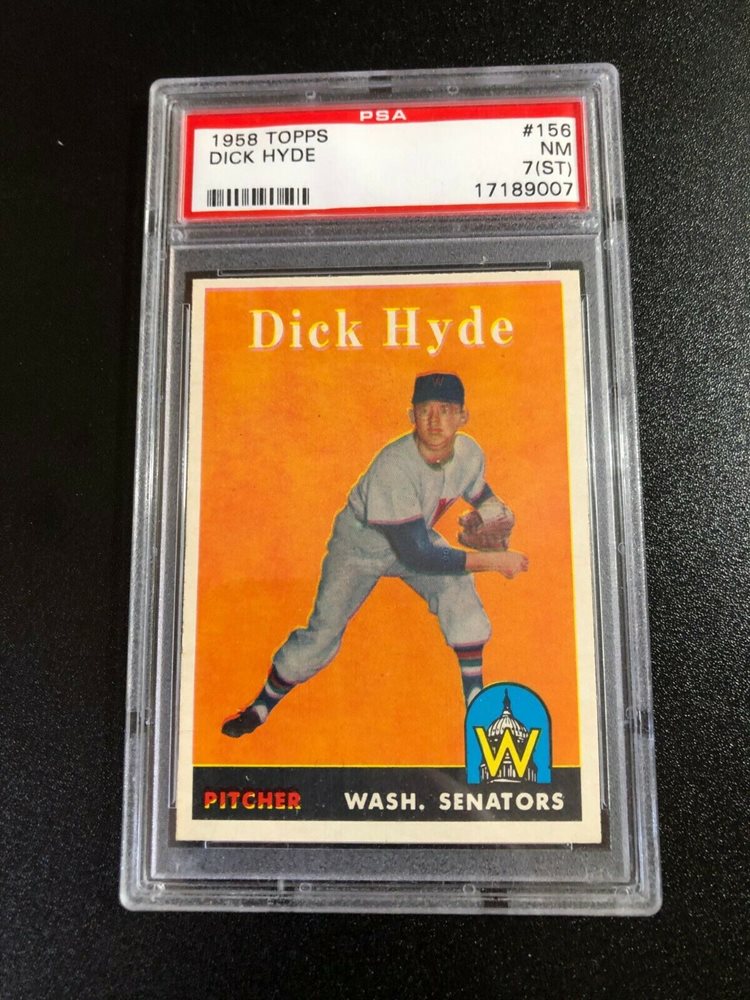 PSA
1958 TOPPS #156
DICK HYDE NM
7(ST)
17189007
Dick Hyde
W
W
W
PITCHER WASH. SENATORS